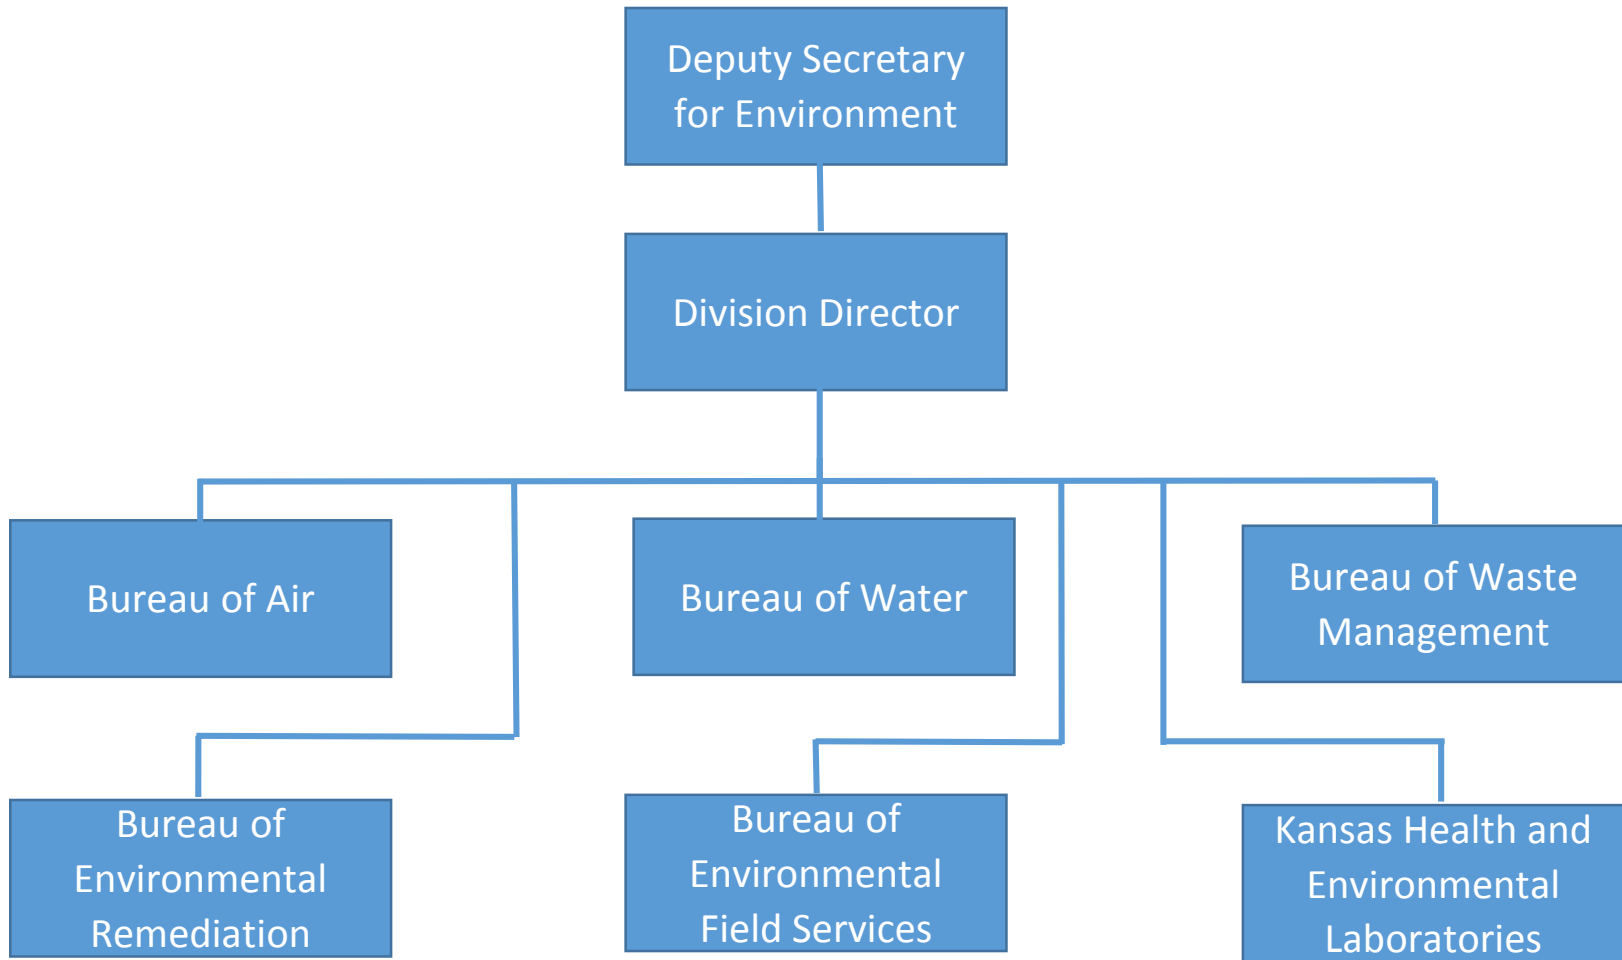 Deputy Secretary
for Environment
Division Director
Bureau of Air
Bureau of Water
Bureau of Waste
Management
Bureau of
Environmental
Remediation
Bureau of
Environmental
Field Services
Kansas Health and
Environmental
Laboratories